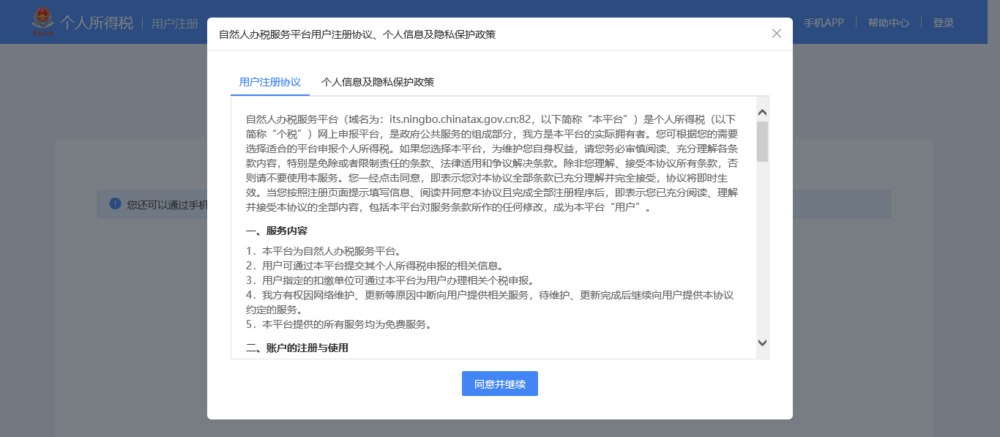 个人所得税 | 用户注册
手机APP | 帮助中心 | 登录
自然人办税服务平台用户注册协议、个人信息及隐私保护政策
用户注册协议 个人信息及隐私保护政策
自然人办税服务平台（域名为：its.ningbo.chinatax.gov.cn:82，以下简称“本平台”）是个人所得税（以下
简称“个税”）网上申报平台，是政府公共服务的组成部分，我方是本平台的实际拥有者。您可根据您的需要
选择适合的平台申报个人所得税。如果您选择本平台，为维护您自身权益，请您务必审慎阅读、充分理解各条
款内容，特别是免除或者限制责任的条款、法律适用和争议解决条款。除非您理解、接受本协议所有条款，否
则请不要使用本服务。您一经点击同意，即表示您对本协议全部条款已充分理解并完全接受，协议将即时生
效。当您按照注册页面提示填写信息、阅读并同意本协议且完成全部注册程序后，即表示您已充分阅读、理解
并接受本协议的全部内容，包括本平台对服务条款所作的任何修改，成为本平台“用户”。
您还可以通过手机
一、服务内容
1．本平台为自然人办税服务平台。
2．用户可通过本平台提交其个人所得税申报的相关信息。
3．用户指定的扣缴单位可通过本平台为用户办理相关个税申报。
4．我方有权因网络维护、更新等原因中断向用户提供相关服务，待维护、更新完成后继续向用户提供本协议
约定的服务。
5．本平台提供的所有服务均为免费服务。
二、账户的注册与使用
同意并继续